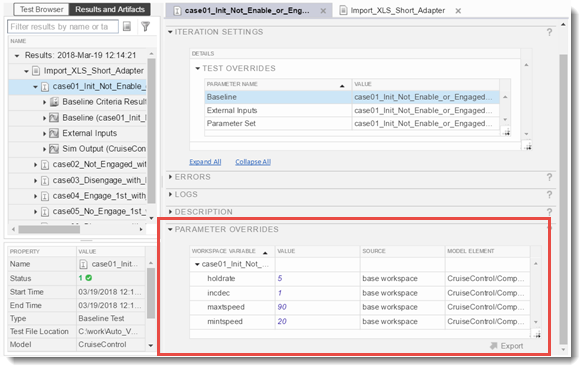 Test Browser
Results and Artifacts
Filter results by name or ta
NAME
Results: 2018-Mar-19 12:14:21
Import_XLS_Short_Adapter
case01_Init_Not_Enable_
Baseline Criteria Result
Baseline (case01_Init_
External Inputs
Sim Output (CruiseCont
case02_Not_Engaged_wit
case03_Disengage_with_
case04_Engage_1st_with
case05_No_Engage_1st_
PROPERTY VALUE
Name case01_Init...
Status 1
Start Time 03/19/2018 12:1
End Time 03/19/2018 12:1
Type Baseline Test
Test File Location C:\work\Auto_V
Model CruiseControl
case01_Init_Not_Enable_or_Eng...
Import_XLS_Short_Adapter
ITERATION SETTINGS ?
DETAILS
TEST OVERRIDES
PARAMETER NAME VALUE
Baseline case01_Init_Not_Enable_or_Engaged...
External Inputs case01_Init_Not_Enable_or_Engaged...
Parameter Set case01_Init_Not_Enable_or_Engaged...
Expand All Collapse All
ERRORS ?
LOGS ?
DESCRIPTION ?
PARAMETER OVERRIDES ?
WORKSPACE VARIABLE VALUE SOURCE MODEL ELEMENT
case01_Init_Not_...
holdrate 5 base workspace CruiseControl/Comp...
incdec 1 base workspace CruiseControl/Comp...
maxtspeed 90 base workspace CruiseControl/Comp...
mintspeed 20 base workspace CruiseControl/Comp...
Export